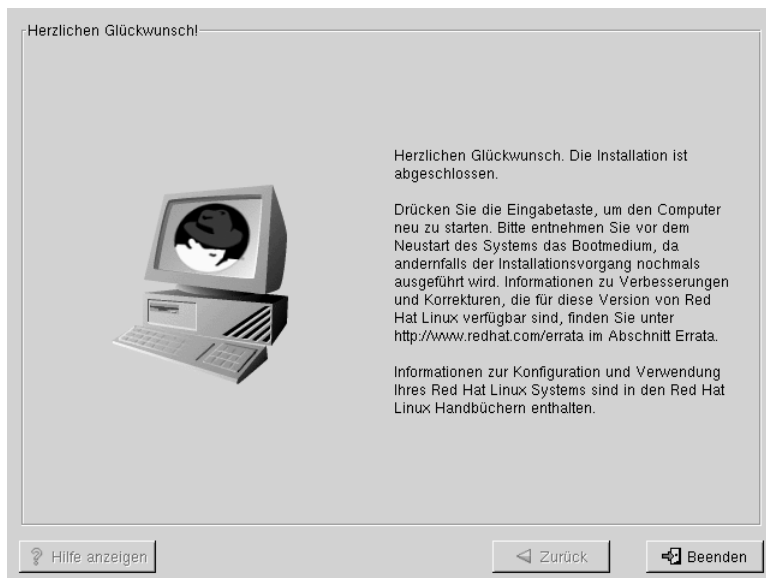 Herzlichen Glückwunsch!
Herzlichen Glückwunsch. Die Installation ist
abgeschlossen.
Drücken Sie die Eingabetaste, um den Computer
neu zu starten. Bitte entnehmen Sie vor dem
Neustart des Systems das Bootmedium, da
andernfalls der Installationsvorgang nochmals
ausgeführt wird. Informationen zu Verbesserungen
und Korrekturen, die für diese Version von Red
Hat Linux verfügbar sind, finden Sie unter
http://www.redhat.com/errata im Abschnitt Errata.
Informationen zur Konfiguration und Verwendung
Ihres Red Hat Linux Systems sind in den Red Hat
Linux Handbüchern enthalten.
Hilfe anzeigen
Zurück
Beenden